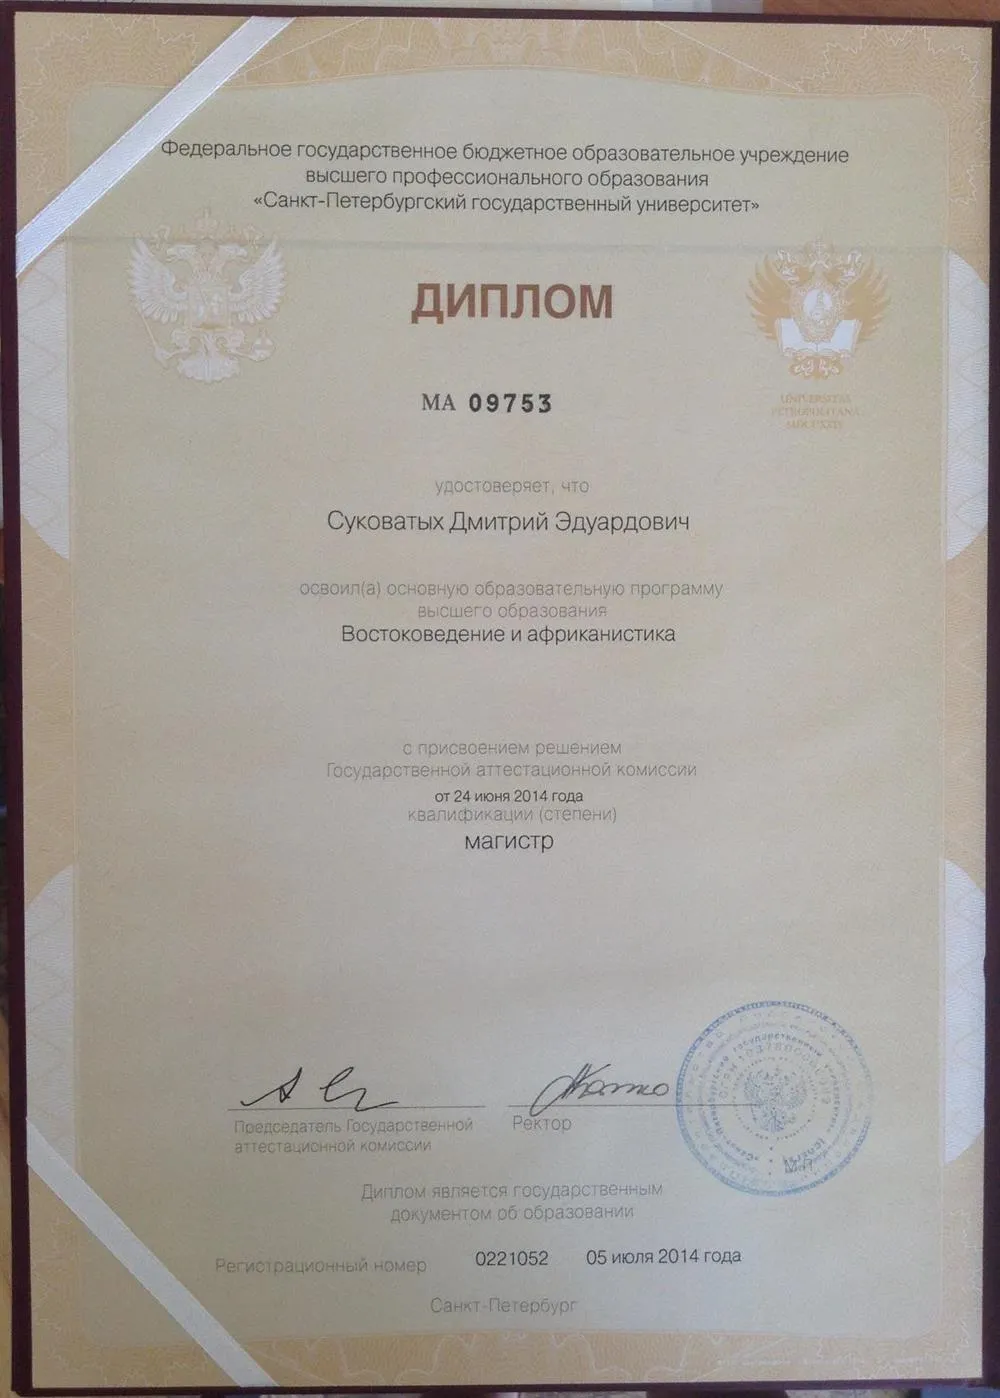 Федеральное государственное бюджетное образовательное учреждение
высшего профессионального образования
«Санкт-Петербургский государственный университет»
ДИПЛОМ
МА 09753
UNIVERSITAS
PETROPOLITANA
MDCCXXIV
удостоверяет, что
Суковатых Дмитрий Эдуардович
освоил(а) основную образовательную программу
высшего образования
Востоковедение и африканистика
с присвоением решением
Государственной аттестационной комиссии
от 24 июня 2014 года
квалификации (степени)
магистр
Председатель Государственной
аттестационной комиссии
Ректор
М.П.
Диплом является государственным
документом об образовании
Регистрационный номер 0221052 05 июля 2014 года
Санкт-Петербург